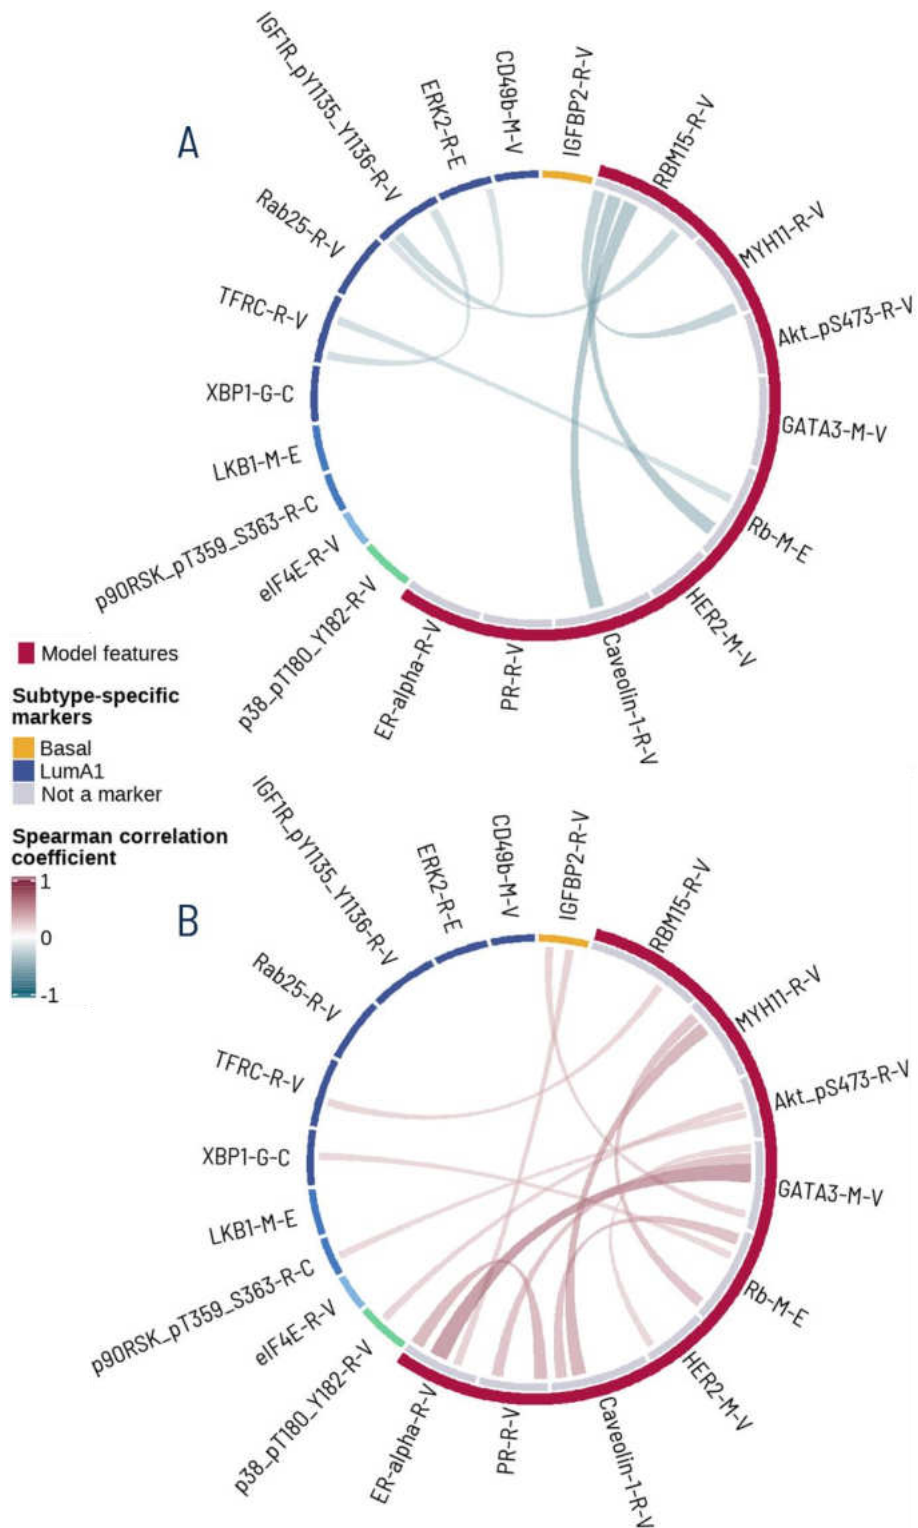 A
IGF1R_pY1135_Y1136-R-V
ERK2-R-E
CD49b-M-V
IGFBP2-R-V
RBM15-R-V
Rab25-R-V
MYH11-R-V
TFRC-R-V
Akt_pS473-R-V
XBP1-G-C
GATA3-M-V
LKB1-M-E
p90RSK_pT359_S363-R-C
Rb-M-E
eIF4E-R-V
HER2-M-V
p38_pT180_Y182-R-V
ER-alpha-R-V
PR-R-V
Caveolin-1-R-V
Model features
Subtype-specific
markers
Basal
LumA1
Not a marker
Spearman correlation
coefficient
1
0
-1
B
IGF1R_pY1135_Y1136-R-V
ERK2-R-E
CD49b-M-V
IGFBP2-R-V
RBM15-R-V
Rab25-R-V
MYH11-R-V
TFRC-R-V
Akt_pS473-R-V
XBP1-G-C
GATA3-M-V
LKB1-M-E
p90RSK_pT359_S363-R-C
Rb-M-E
eIF4E-R-V
HER2-M-V
p38_pT180_Y182-R-V
ER-alpha-R-V
PR-R-V
Caveolin-1-R-V